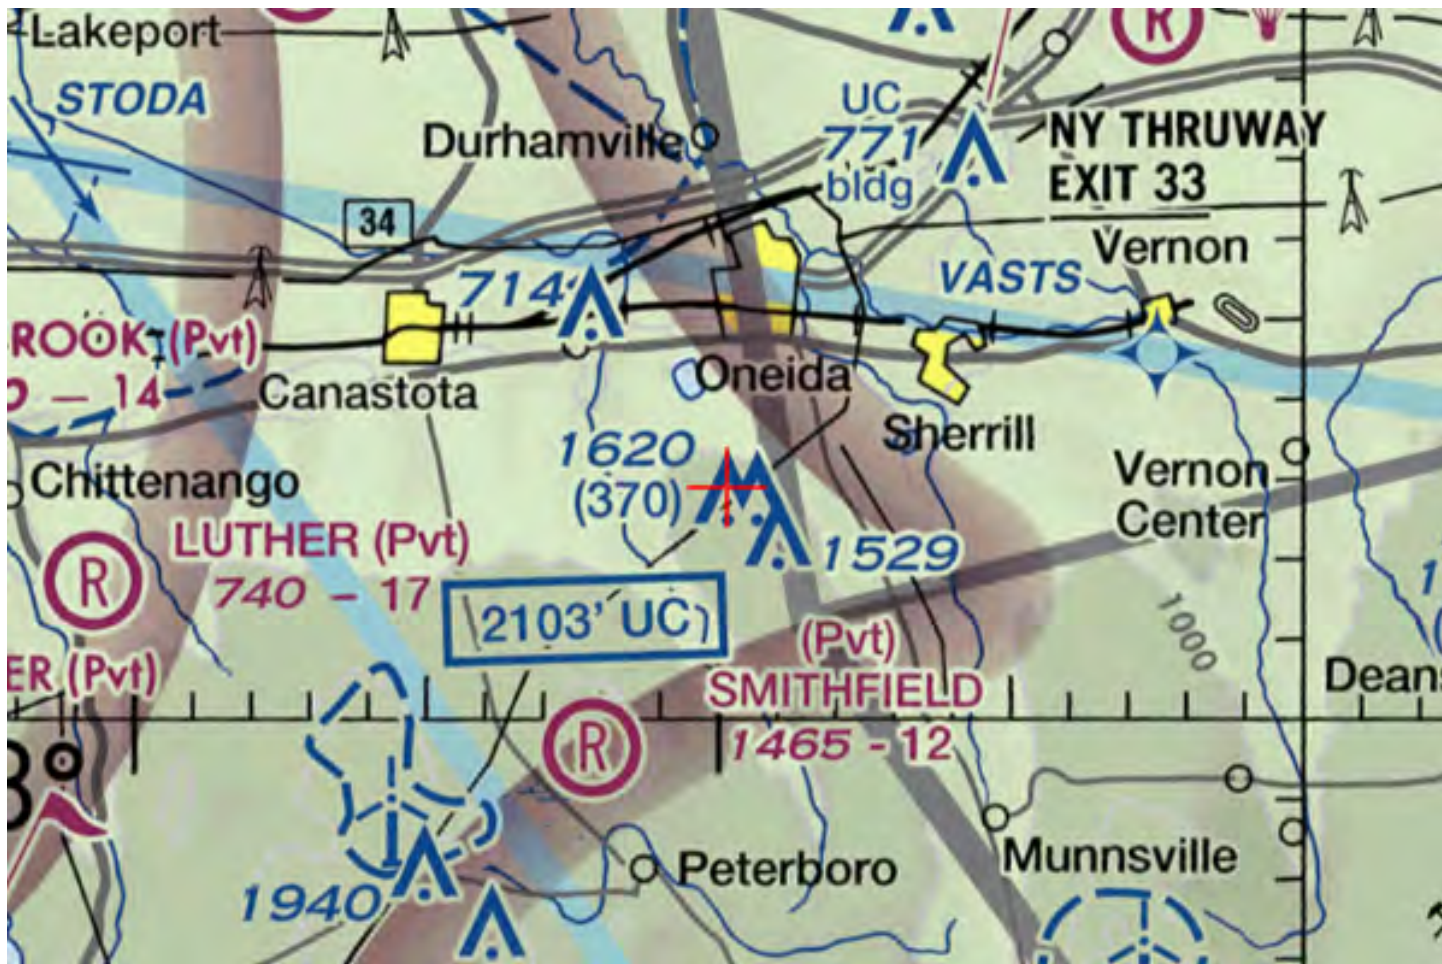 Lakeport
R
STODA
UC
771
bldg
Durhamville
NY THRUWAY
EXIT 33
34
Vernon
VASTS
714
ROOK (Pvt)
— 14
Canastota
Oneida
Sherrill
1620
(370)
Vernon
Center
Chittenango
LUTHER (Pvt)
740 - 17
R
1529
2103' UC)
1000
(Pvt)
SMITHFIELD
1465 - 12
ER (Pvt)
Deans
R
Peterboro
Munnsville
1940